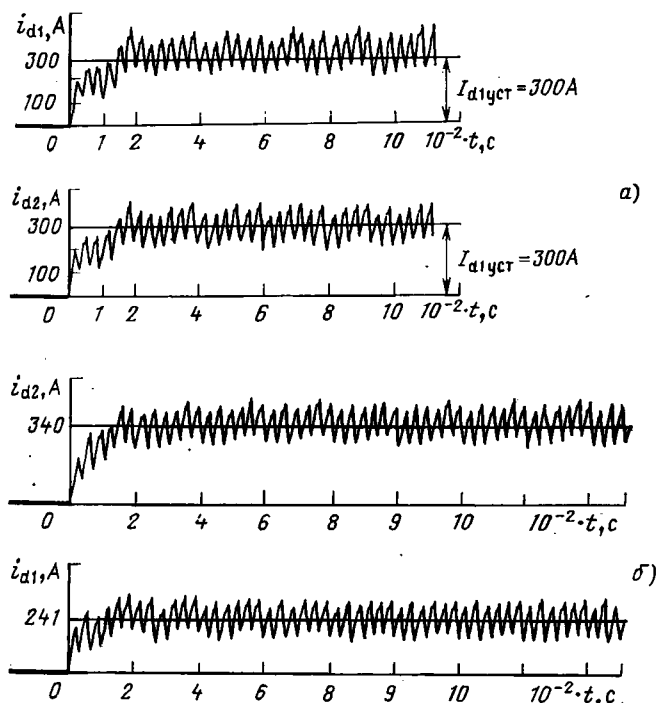 i_d1, А
300
100
0 1 2 4 6 8 10 10⁻²·t, с
I_d1уст = 300А
а)
i_d2, А
300
100
0 1 2 4 6 8 10 10⁻²·t, с
I_d1уст = 300А
i_d2, А
340
0 2 4 6 8 9 10 10⁻²·t, с
б)
i_d1, А
241
0 2 4 6 8 9 10 10⁻²·t, с